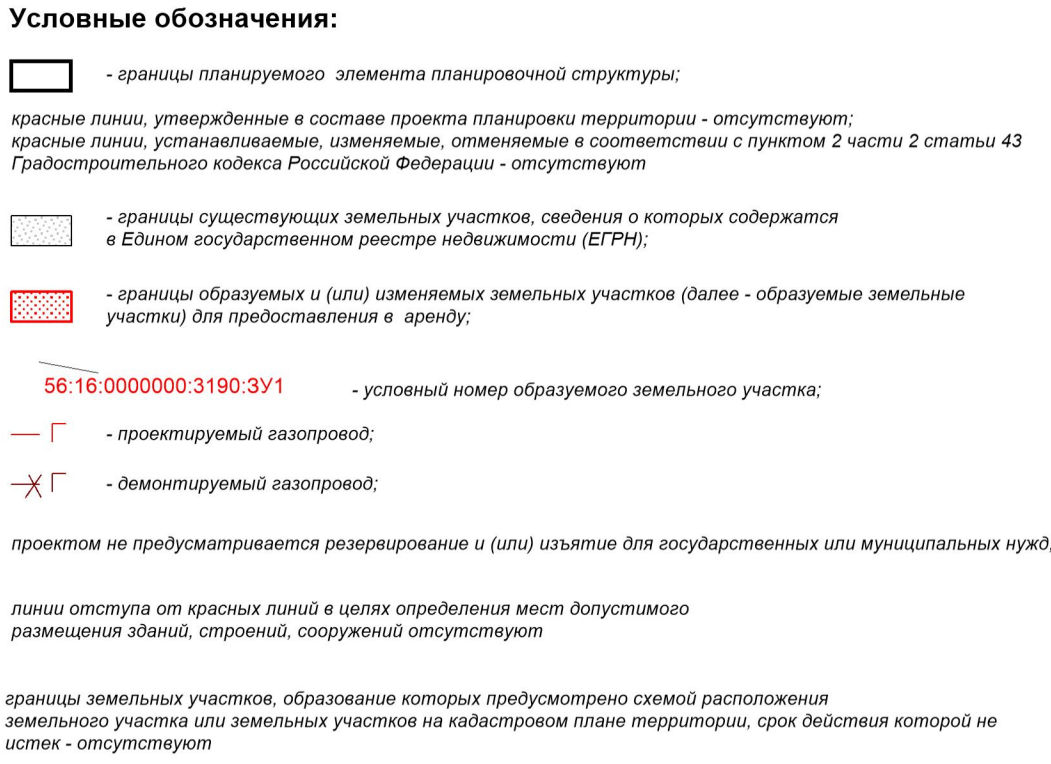 Условные обозначения:
- границы планируемого элемента планировочной структуры;
красные линии, утвержденные в составе проекта планировки территории - отсутствуют;
красные линии, устанавливаемые, изменяемые, отменяемые в соответствии с пунктом 2 части 2 статьи 43
Градостроительного кодекса Российской Федерации - отсутствуют
- границы существующих земельных участков, сведения о которых содержатся
в Едином государственном реестре недвижимости (ЕГРН);
- границы образуемых и (или) изменяемых земельных участков (далее - образуемые земельные
участки) для предоставления в аренду;
56:16:0000000:3190:ЗУ1 - условный номер образуемого земельного участка;
Г - проектируемый газопровод;
Г - демонтируемый газопровод;
проектом не предусматривается резервирование и (или) изъятие для государственных или муниципальных нужд,
линии отступа от красных линий в целях определения мест допустимого
размещения зданий, строений, сооружений отсутствуют
границы земельных участков, образование которых предусмотрено схемой расположения
земельного участка или земельных участков на кадастровом плане территории, срок действия которой не
истек - отсутствуют